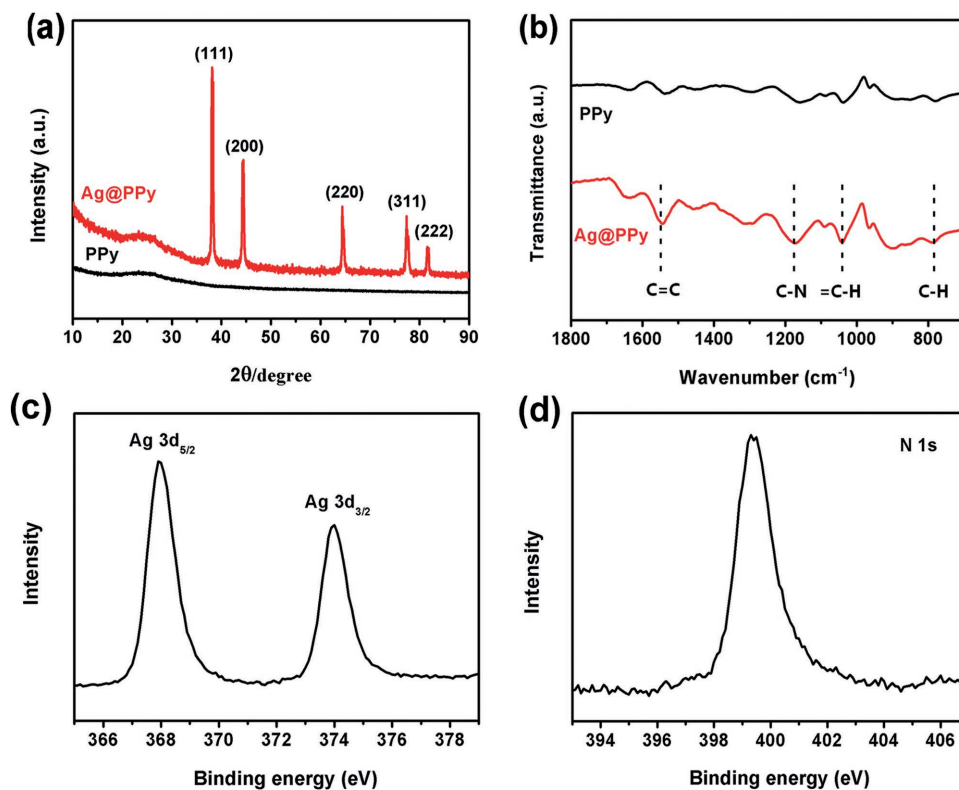 (a)
(111)
(200)
(220)
(311)
(222)
Ag@PPy
PPy
Intensity (a.u.)
10 20 30 40 50 60 70 80 90
2θ/degree
(b)
PPy
Ag@PPy
C=C
C-N
=C-H
C-H
Transmittance (a.u.)
1800 1600 1400 1200 1000 800
Wavenumber (cm⁻¹)
(c)
Ag 3d₅/₂
Ag 3d₃/₂
Intensity
366 368 370 372 374 376 378
Binding energy (eV)
(d)
N 1s
Intensity
394 396 398 400 402 404 406
Binding energy (eV)